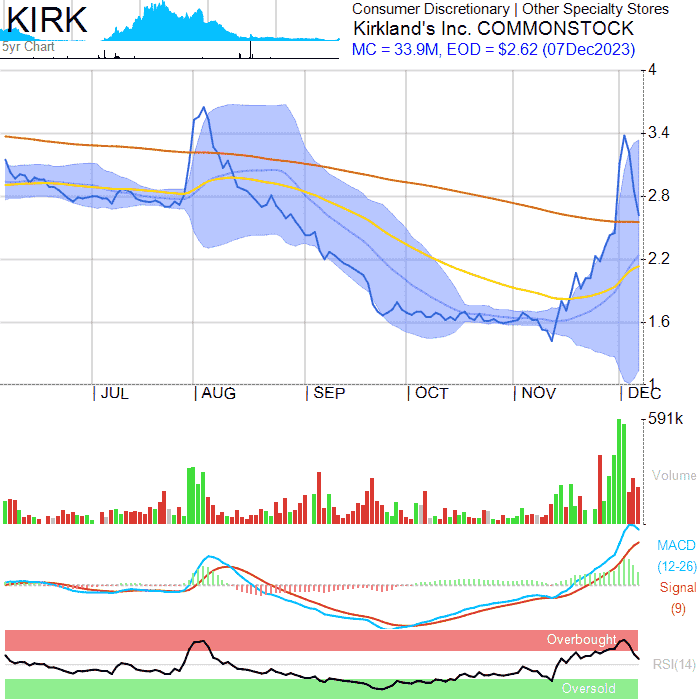 KIRK
5yr Chart
Consumer Discretionary | Other Specialty Stores
Kirkland's Inc. COMMONSTOCK
MC = 33.9M, EOD = $2.62 (07Dec2023)
4
3.4
2.8
2.2
1.6
1
JUL AUG SEP OCT NOV DEC
591k
Volume
MACD
(12-26)
Signal
(9)
Overbought
RSI(14)
Oversold